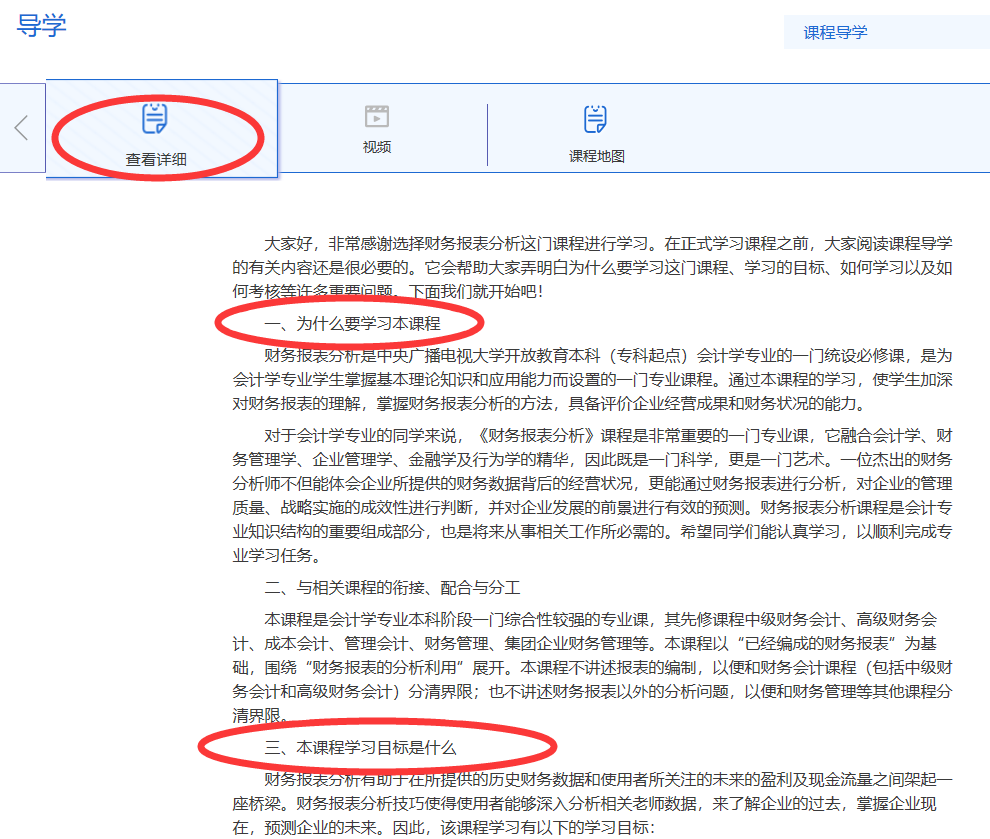 导学
课程导学
查看详细
视频
课程地图
大家好，非常感谢选择财务报表分析这门课程进行学习。在正式学习课程之前，大家阅读课程导学
的有关内容还是很必要的。它会帮助大家弄明白为什么要学习这门课程、学习的目标、如何学习以及如
何考核等许多重要问题。下面我们就开始吧！
一、为什么要学习本课程
财务报表分析是中央广播电视大学开放教育本科（专科起点）会计学专业的一门统设必修课，是为
会计学专业学生掌握基本理论知识和应用能力而设置的一门专业课程。通过本课程的学习，使学生加深
对财务报表的理解，掌握财务报表分析的方法，具备评价企业经营成果和财务状况的能力。
对于会计学专业的同学来说，《财务报表分析》课程是非常重要的一门专业课，它融合会计学、财
务管理学、企业管理学、金融学及行为学的精华，因此既是一门科学，更是一门艺术。一位杰出的财务
分析师不但能体会企业所提供的财务数据背后的经营状况，更能通过财务报表进行分析，对企业的管理
质量、战略实施的成效性进行判断，并对企业发展的前景进行有效的预测。财务报表分析课程是会计专
业知识结构的重要组成部分，也是将来从事相关工作所必需的。希望同学们能认真学习，以顺利完成专
业学习任务。
二、与相关课程的衔接、配合与分工
本课程是会计学专业本科阶段一门综合性较强的专业课，其先修课程中级财务会计、高级财务会
计、成本会计、管理会计、财务管理、集团企业财务管理等。本课程以“已经编成的财务报表”为基
础，围绕“财务报表的分析利用”展开。本课程不讲述报表的编制，以便和财务会计课程（包括中级财
务会计和高级财务会计）分清界限；也不讲述财务报表以外的分析问题，以便和财务管理等其他课程分
清界限。
三、本课程学习目标是什么
财务报表分析有助于在所提供的历史财务数据和使用者所关注的未来的盈利及现金流量之间架起一
座桥梁。财务报表分析技巧使得使用者能够深入分析相关老师数据，来了解企业的过去，掌握企业现
在，预测企业的未来。因此，该课程学习有以下的学习目标：